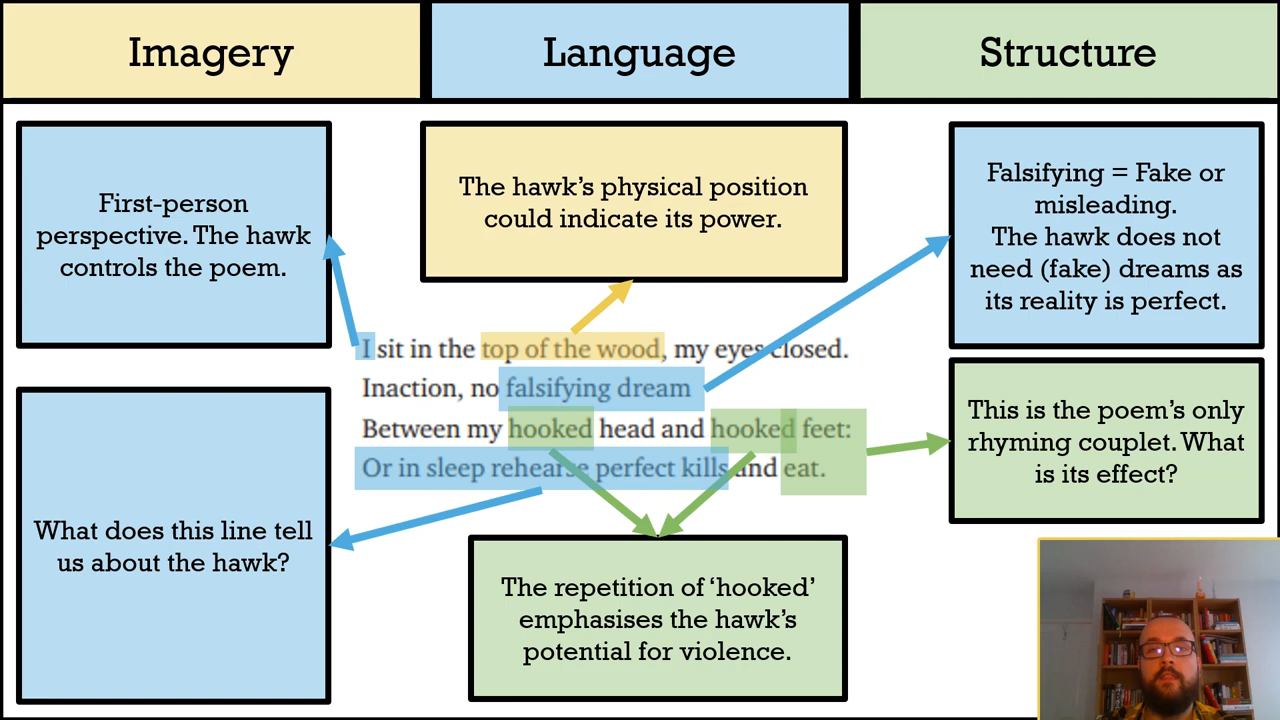 Imagery
Language
Structure
First-person
perspective. The hawk
controls the poem.
The hawk's physical position
could indicate its power.
Falsifying = Fake or
misleading.
The hawk does not
need (fake) dreams as
its reality is perfect.
I sit in the top of the wood, my eyes closed.
Inaction, no falsifying dream
Between my hooked head and hooked feet:
Or in sleep rehearse perfect kills and eat.
This is the poem's only
rhyming couplet. What
is its effect?
What does this line tell
us about the hawk?
The repetition of 'hooked'
emphasises the hawk's
potential for violence.